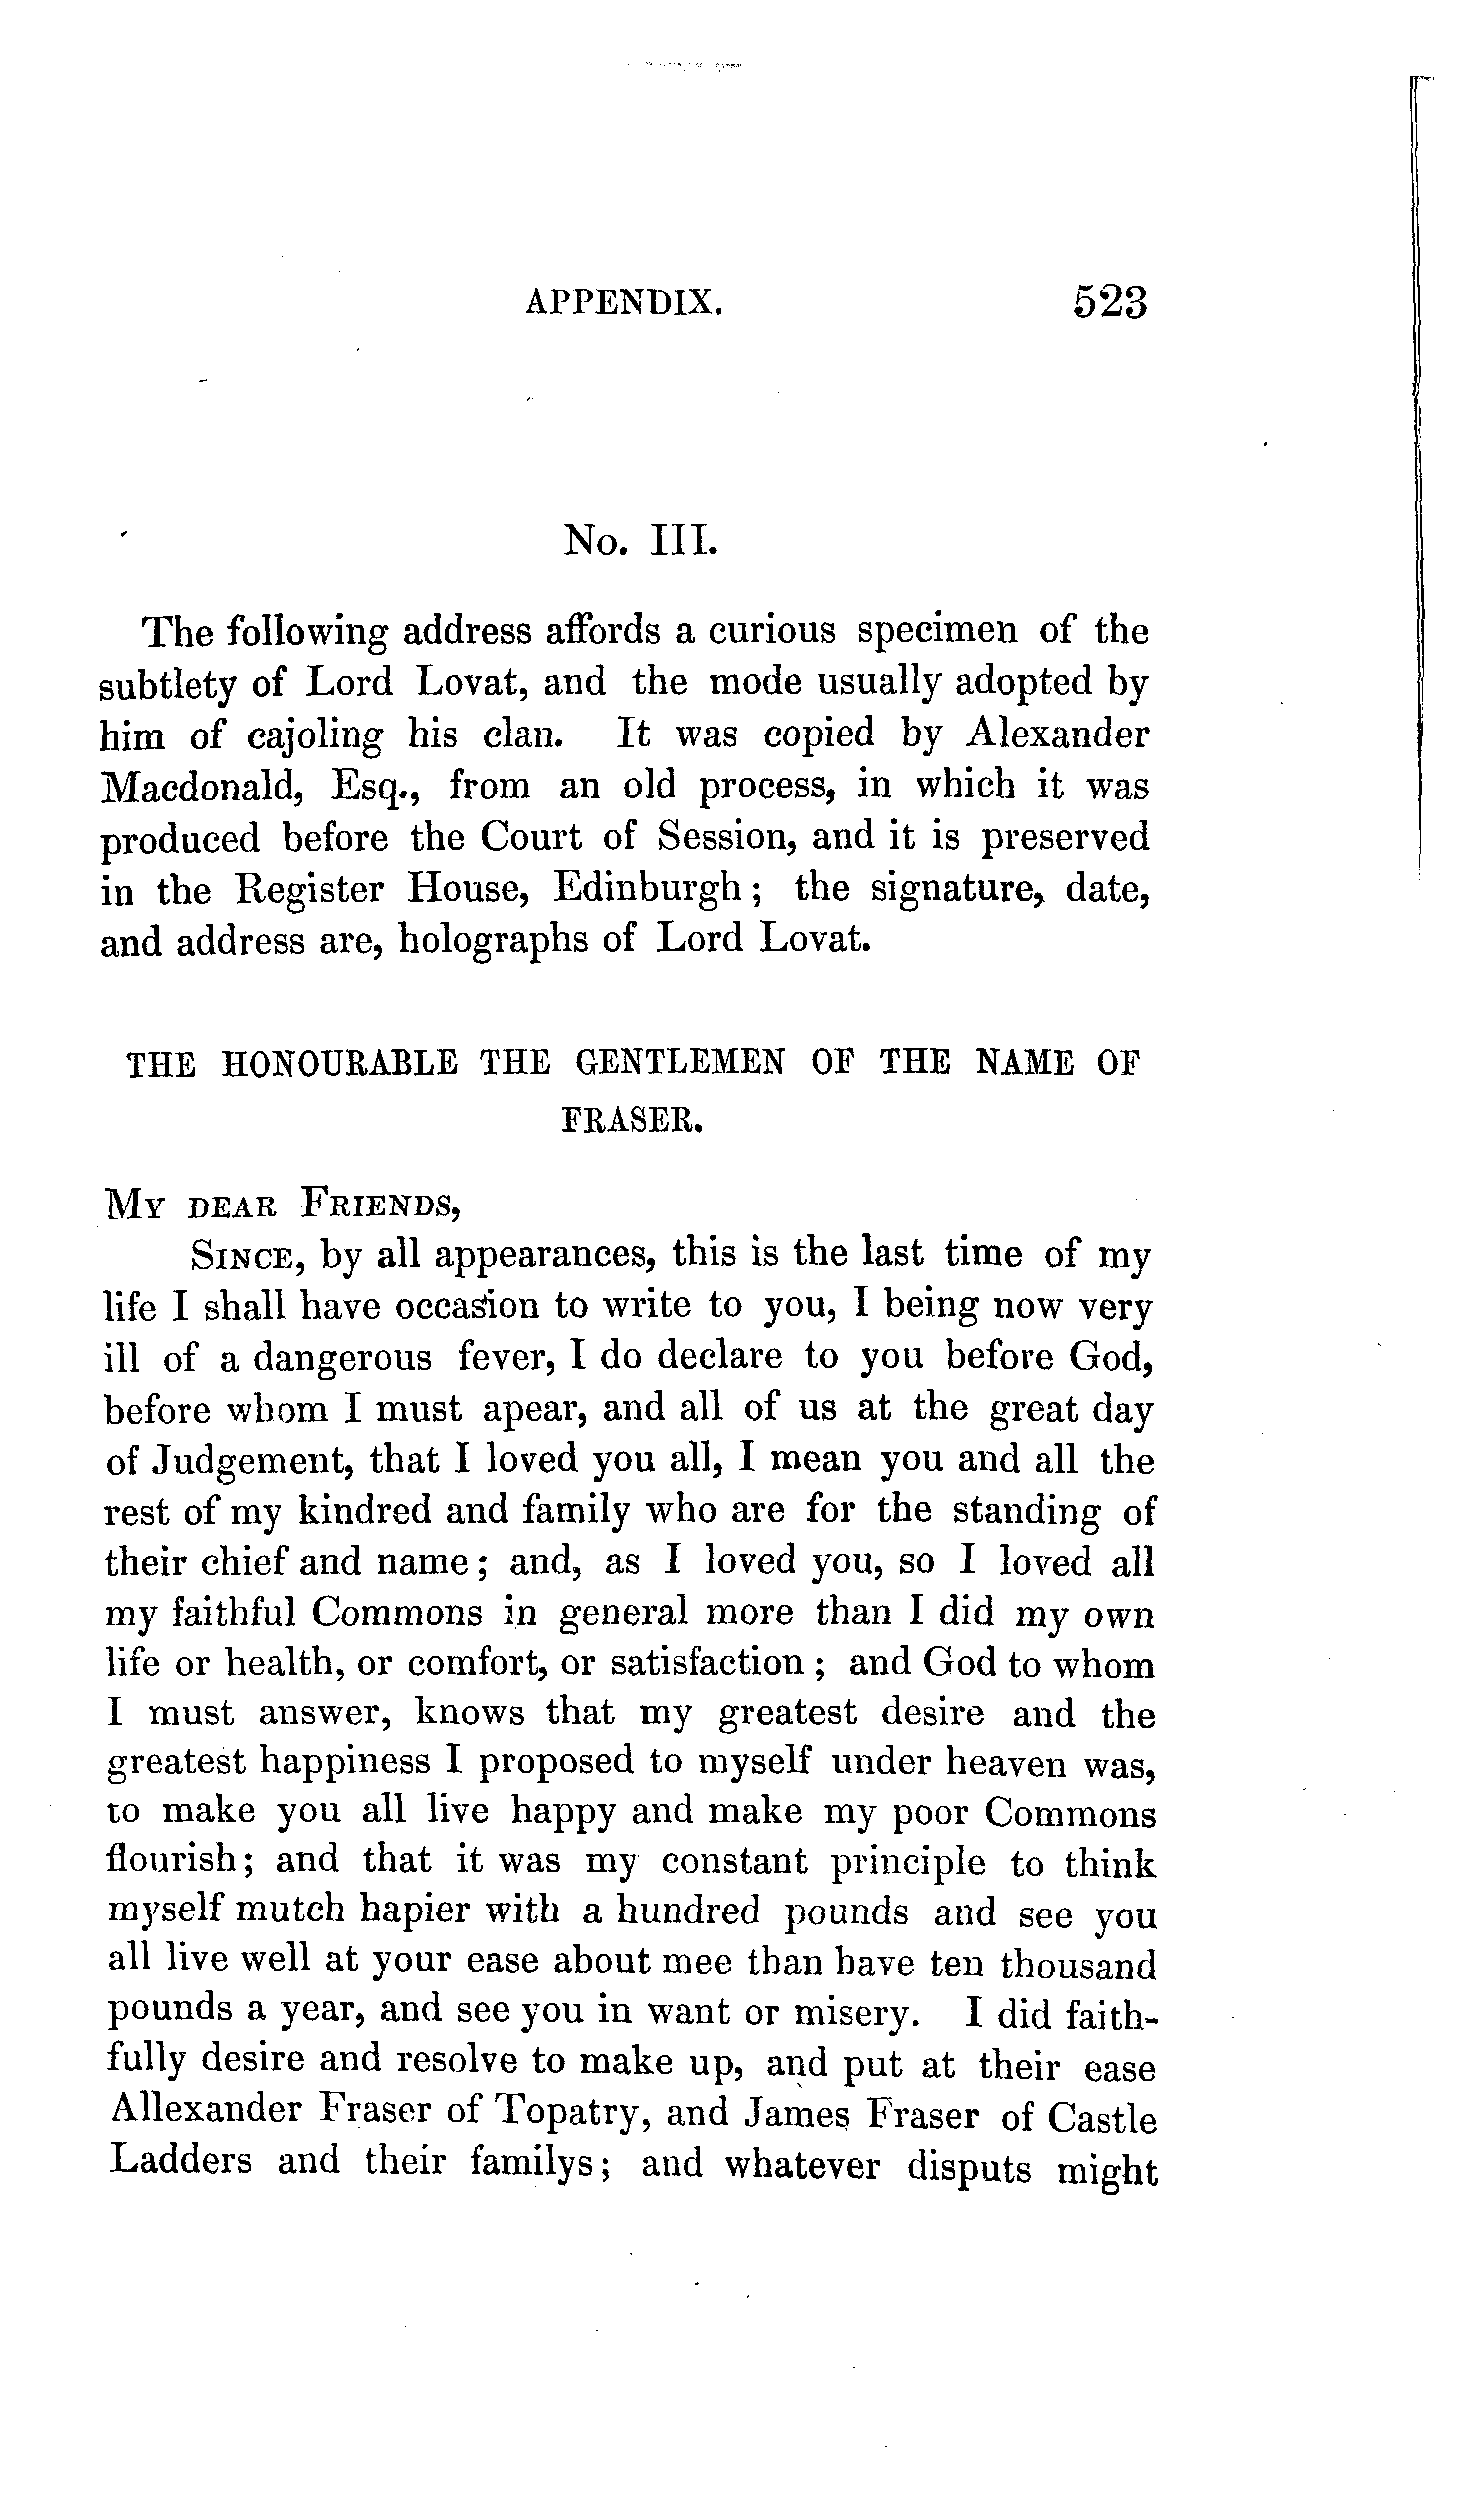 APPENDIX. 523
No. III.
The following address affords a curious specimen of the
subtlety of Lord Lovat, and the mode usually adopted by
him of cajoling his clan. It was copied by Alexander
Macdonald, Esq., from an old process, in which it was
produced before the Court of Session, and it is preserved
in the Register House, Edinburgh; the signature, date,
and address are, holographs of Lord Lovat.
THE HONOURABLE THE GENTLEMEN OF THE NAME OF
FRASER.
MY DEAR FRIENDS,
SINCE, by all appearances, this is the last time of my
life I shall have occasion to write to you, I being now very
ill of a dangerous fever, I do declare to you before God,
before whom I must apear, and all of us at the great day
of Judgement, that I loved you all, I mean you and all the
rest of my kindred and family who are for the standing of
their chief and name; and, as I loved you, so I loved all
my faithful Commons in general more than I did my own
life or health, or comfort, or satisfaction; and God to whom
I must answer, knows that my greatest desire and the
greatest happiness I proposed to myself under heaven was,
to make you all live happy and make my poor Commons
flourish; and that it was my constant principle to think
myself mutch hapier with a hundred pounds and see you
all live well at your ease about mee than have ten thousand
pounds a year, and see you in want or misery. I did faith-
fully desire and resolve to make up, and put at their ease
Allexander Fraser of Topatry, and James Fraser of Castle
Ladders and their familys; and whatever disputs might